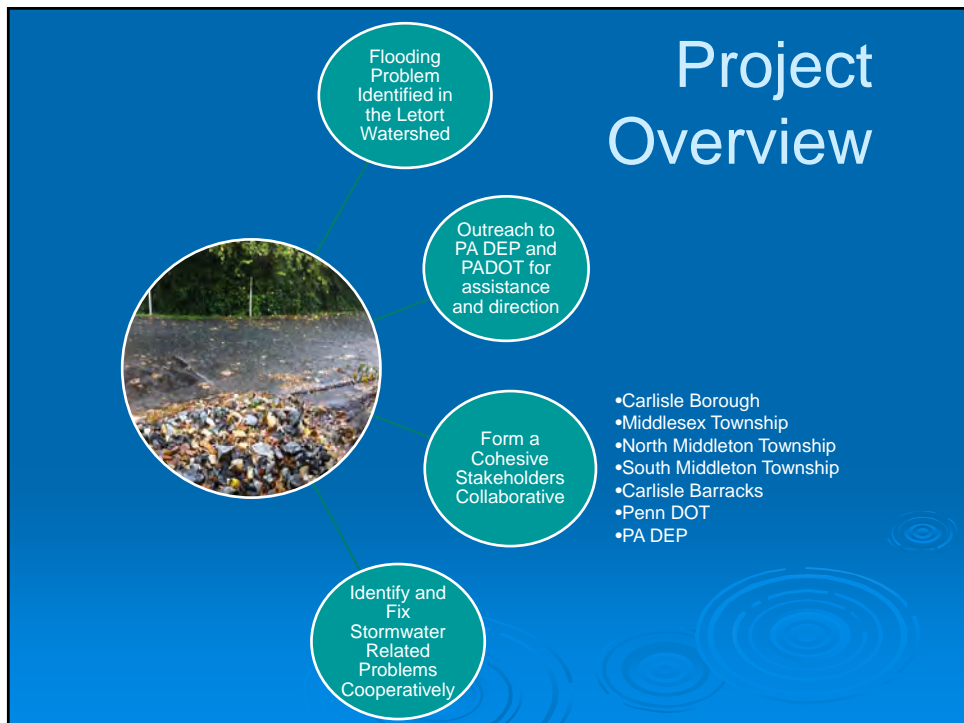 Project
Overview
Flooding
Problem
Identified in
the Letort
Watershed
Outreach to
PA DEP and
PADOT for
assistance
and direction
Form a
Cohesive
Stakeholders
Collaborative
•Carlisle Borough
•Middlesex Township
•North Middleton Township
•South Middleton Township
•Carlisle Barracks
•Penn DOT
•PA DEP
Identify and
Fix
Stormwater
Related
Problems
Cooperatively